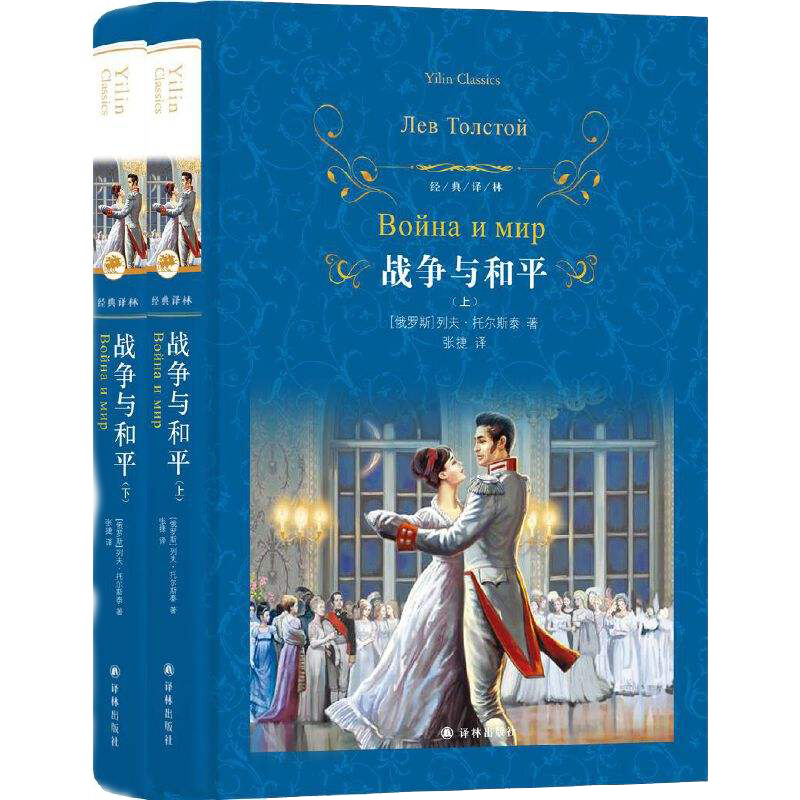 Yilin Classics
Лев Толстой
经/典/译/林
Война и мир
战争与和平
(上)
[俄罗斯]列夫·托尔斯泰 著
张捷 译
译林出版社
Yilin
Classics
经典译林
战争与和平(上)
Война и мир
[俄罗斯]列夫·托尔斯泰 著
张捷 译
译林出版社
Yilin
Classics
经典译林
战争与和平(下)
Война и мир
[俄罗斯]列夫·托尔斯泰 著
张捷 译
译林出版社